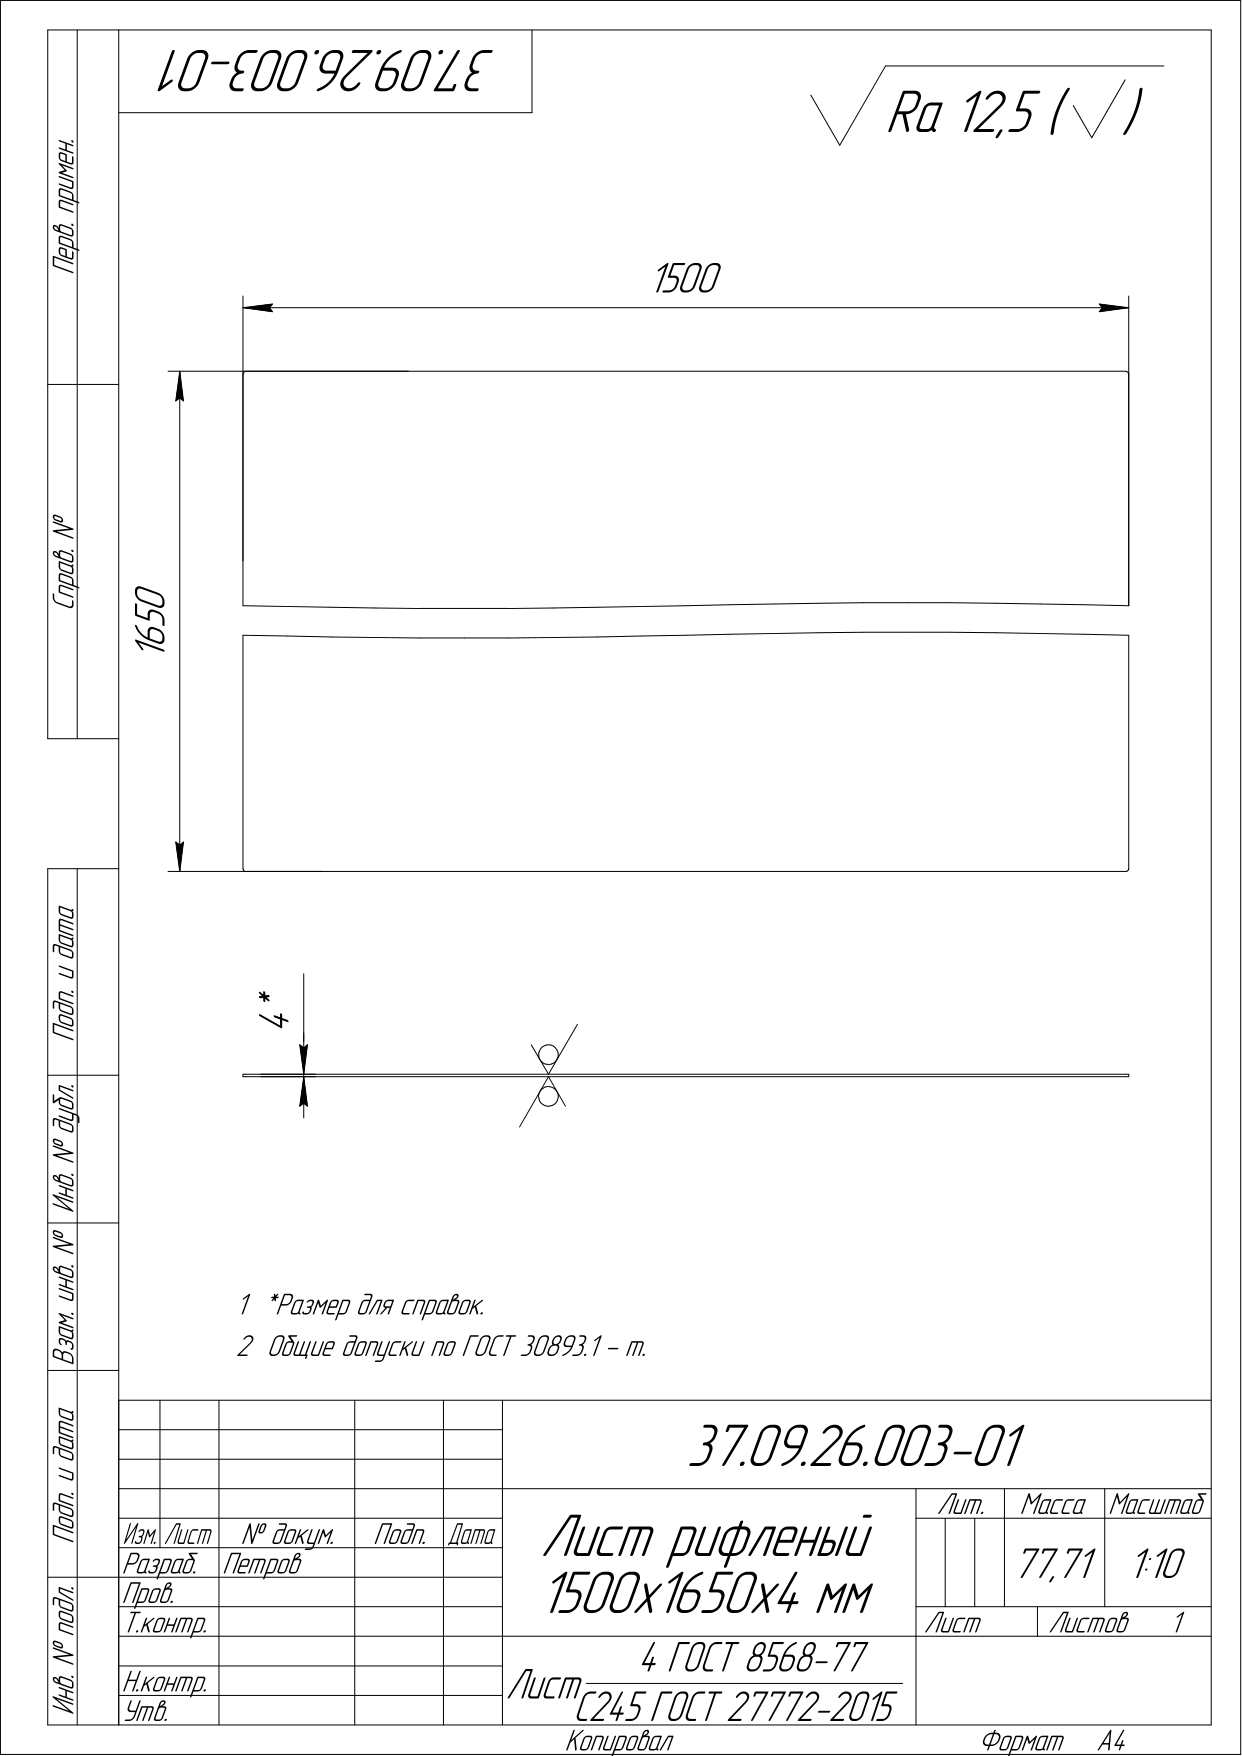 37.09.26.003-01
Ra 12,5 (√)
Перв. примен.
Справ. №
Подп. и дата
Инв. № дубл.
Взам. инв. №
Подп. и дата
Инв. № подл.
1500
1650
4*
1 *Размер для справок.
2 Общие допуски по ГОСТ 30893.1 – m.
37.09.26.003-01
Изм. Лист № докум. Подп. Дата
Разраб. Петров
Пров.
Т.контр.
Н.контр.
Утв.
Лист рифленый
1500х1650х4 мм
Лит. Масса Масштаб
77,71 1:10
Лист Листов 1
Лист 4 ГОСТ 8568-77
С245 ГОСТ 27772-2015
Копировал Формат А4